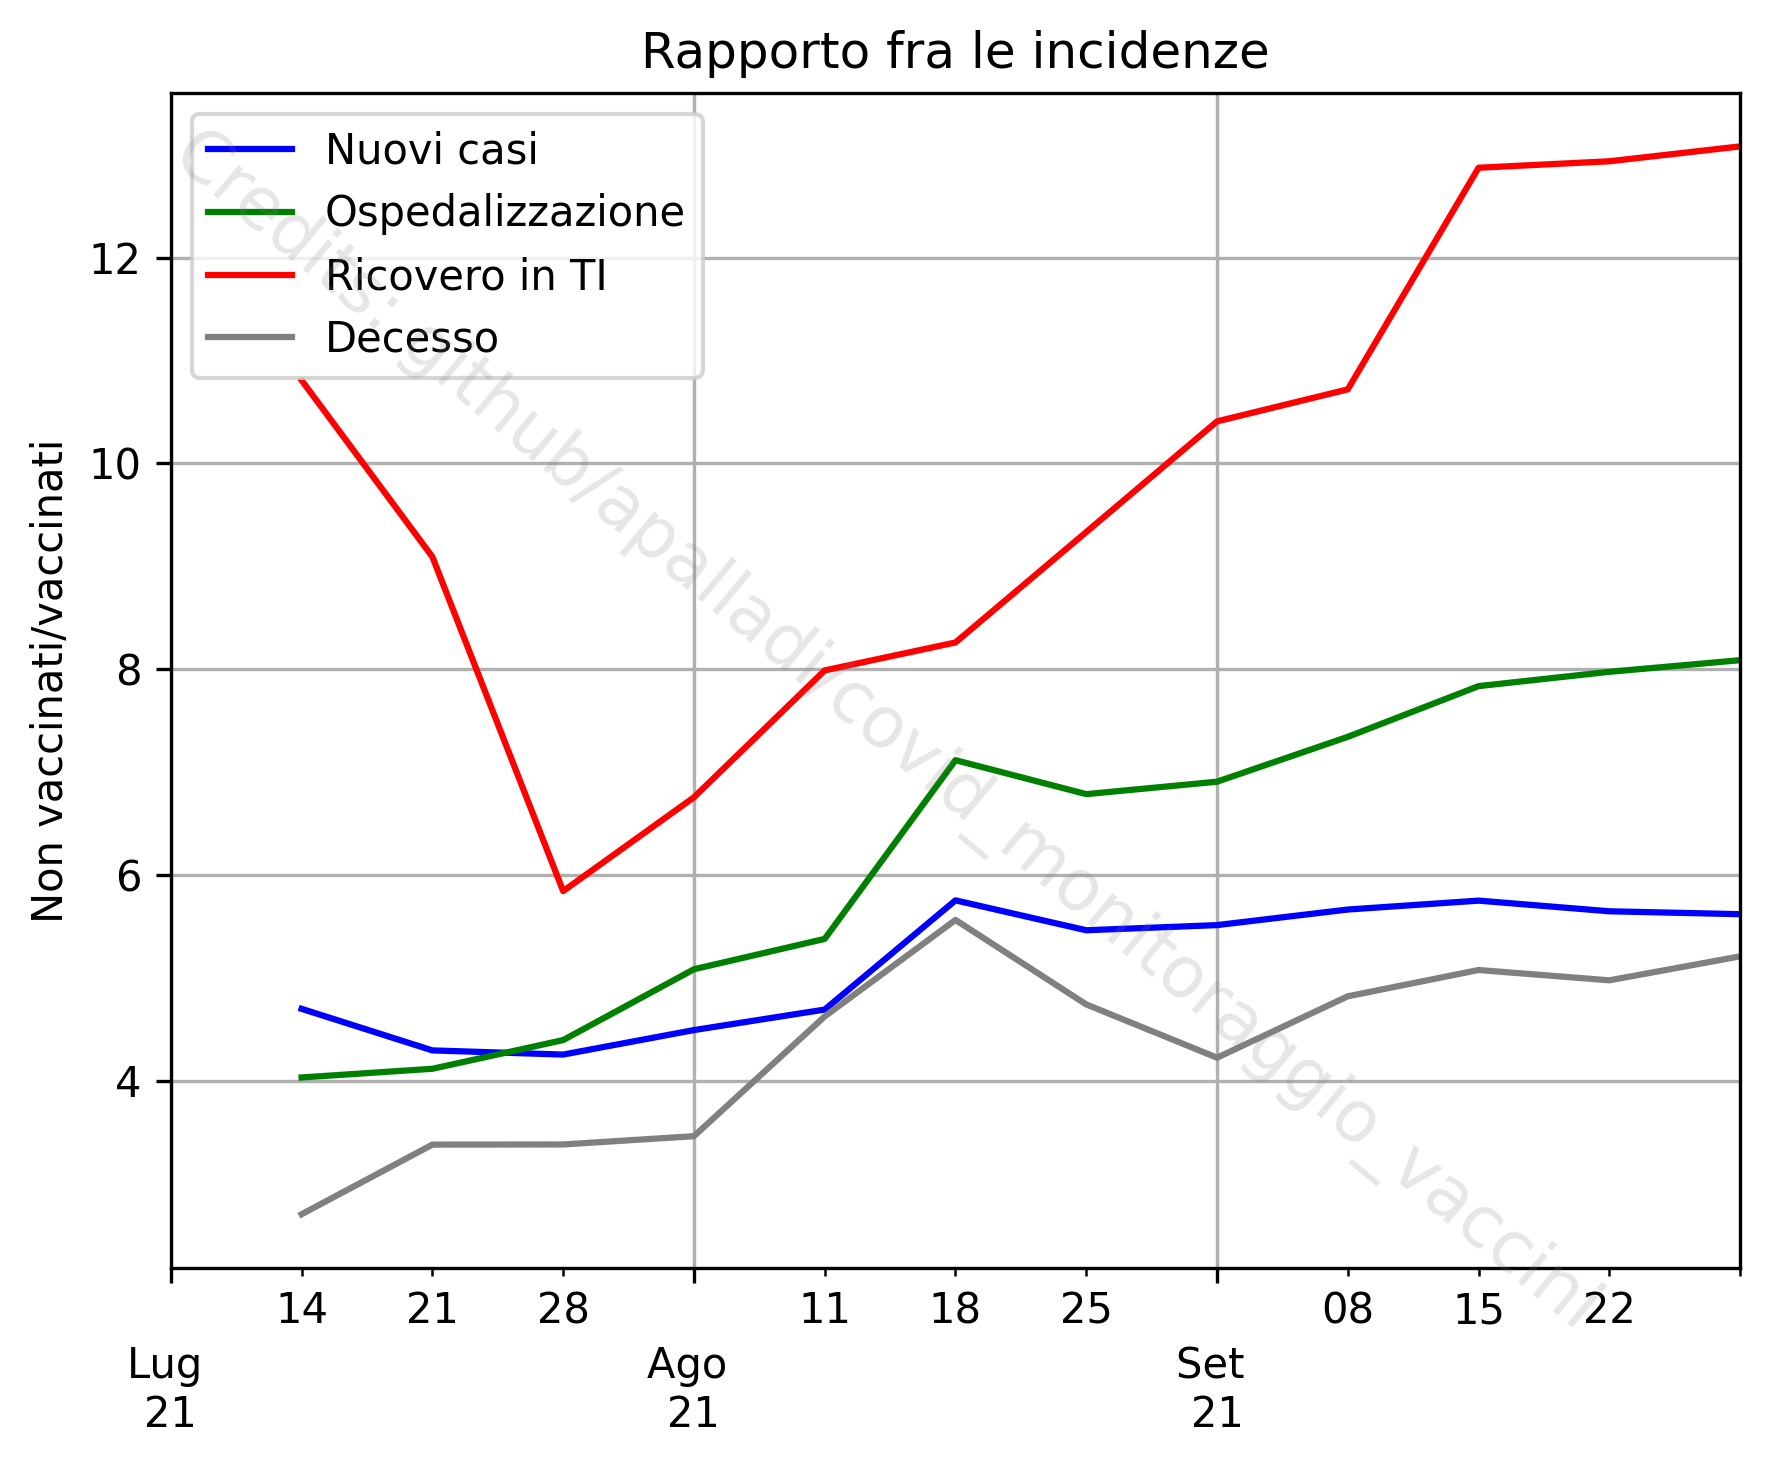 Rapporto fra le incidenze
Nuovi casi
Ospedalizzazione
Ricovero in TI
Decesso
Credits: github/apalladi/covid_monitoraggio_vaccini
Non vaccinati/vaccinati
12
10
8
6
4
14 21 28 11 18 25 08 15 22
Lug Ago Set
21 21 21